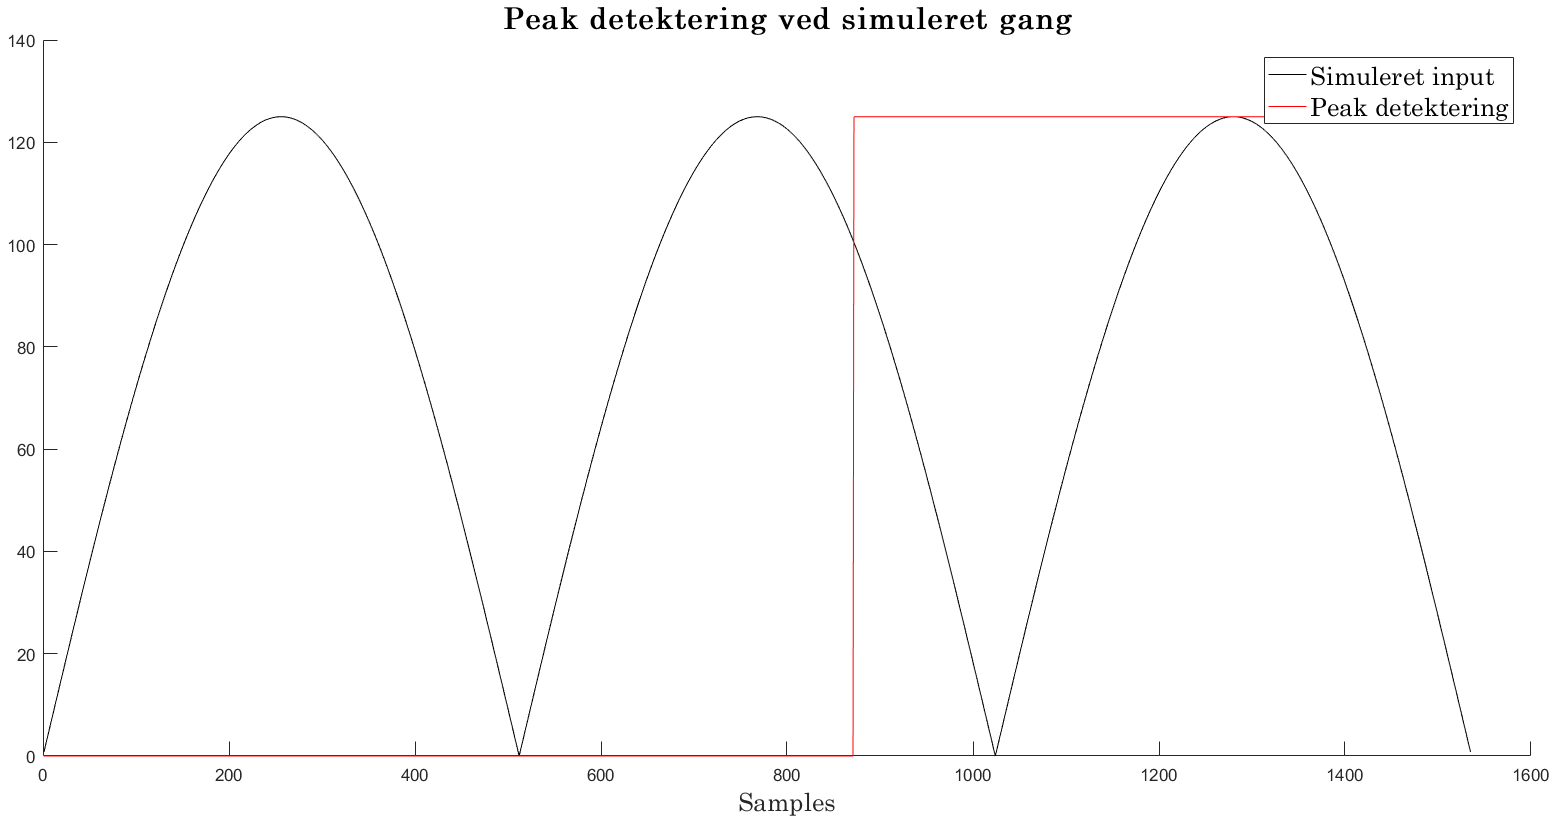 Peak detektering ved simuleret gang
140
120
100
80
60
40
20
0
Simuleret input
Peak detektering
0 200 400 600 800 1000 1200 1400 1600
Samples